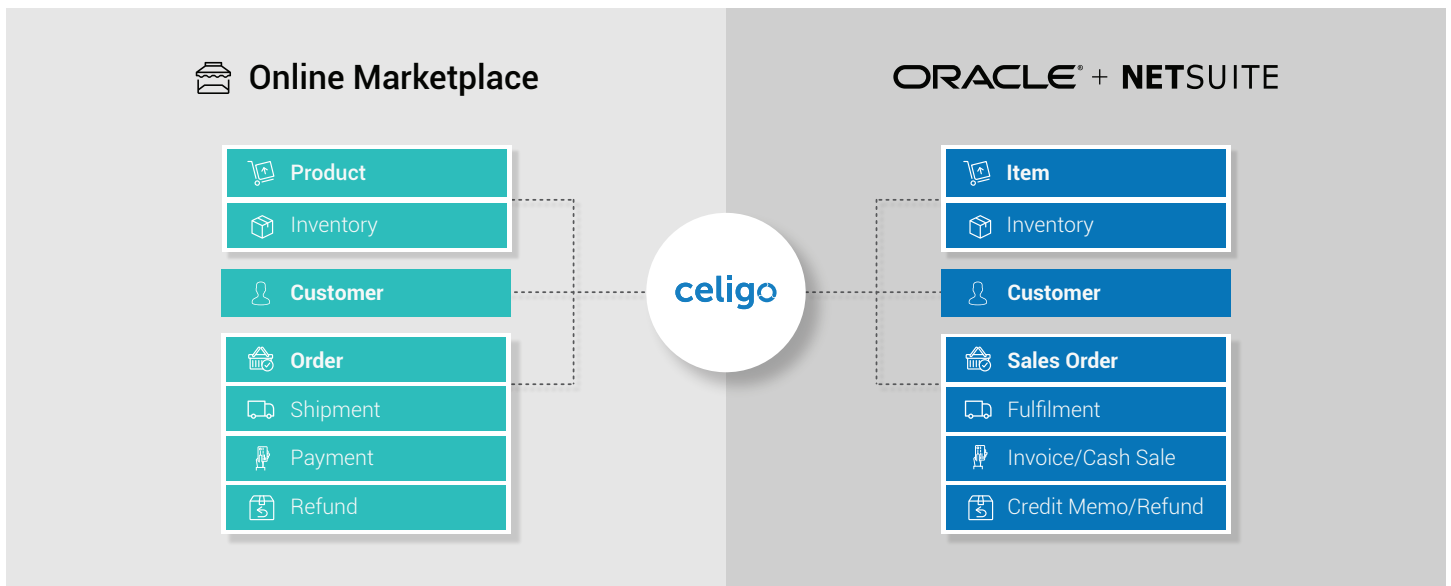 Online Marketplace
Product
Inventory
Customer
Order
Shipment
Payment
Refund
celigo
ORACLE® + NETSUITE
Item
Inventory
Customer
Sales Order
Fulfilment
Invoice/Cash Sale
Credit Memo/Refund